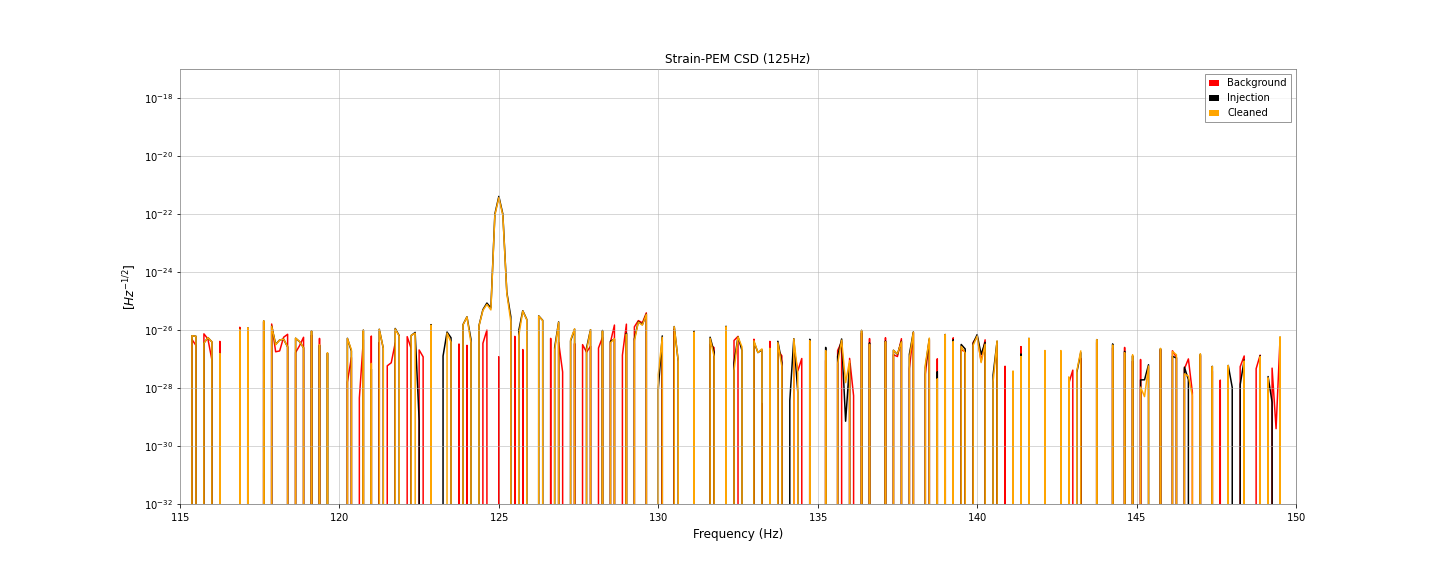 Strain-PEM CSD (125Hz)
Background
Injection
Cleaned
10^{-18}
10^{-20}
10^{-22}
10^{-24}
10^{-26}
10^{-28}
10^{-30}
10^{-32}
[Hz^{-1/2}]
115 120 125 130 135 140 145 150
Frequency (Hz)